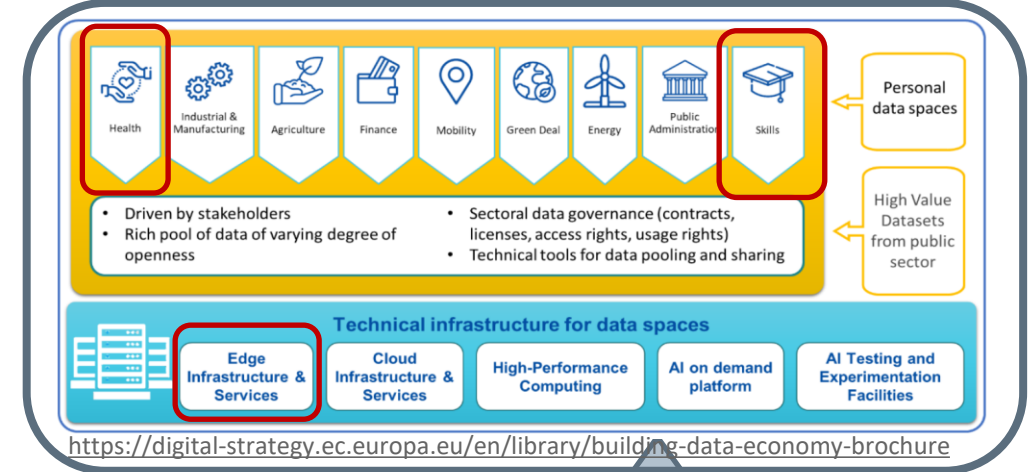 Health
Industrial &
Manufacturing
Agriculture
Finance
Mobility
Green Deal
Energy
Public
Administration
Skills
Personal
data spaces
• Driven by stakeholders
• Rich pool of data of varying degree of
openness
• Sectoral data governance (contracts,
licenses, access rights, usage rights)
• Technical tools for data pooling and sharing
High Value
Datasets
from public
sector
Technical infrastructure for data spaces
Edge
Infrastructure &
Services
Cloud
Infrastructure &
Services
High-Performance
Computing
AI on demand
platform
AI Testing and
Experimentation
Facilities
https://digital-strategy.ec.europa.eu/en/library/building-data-economy-brochure